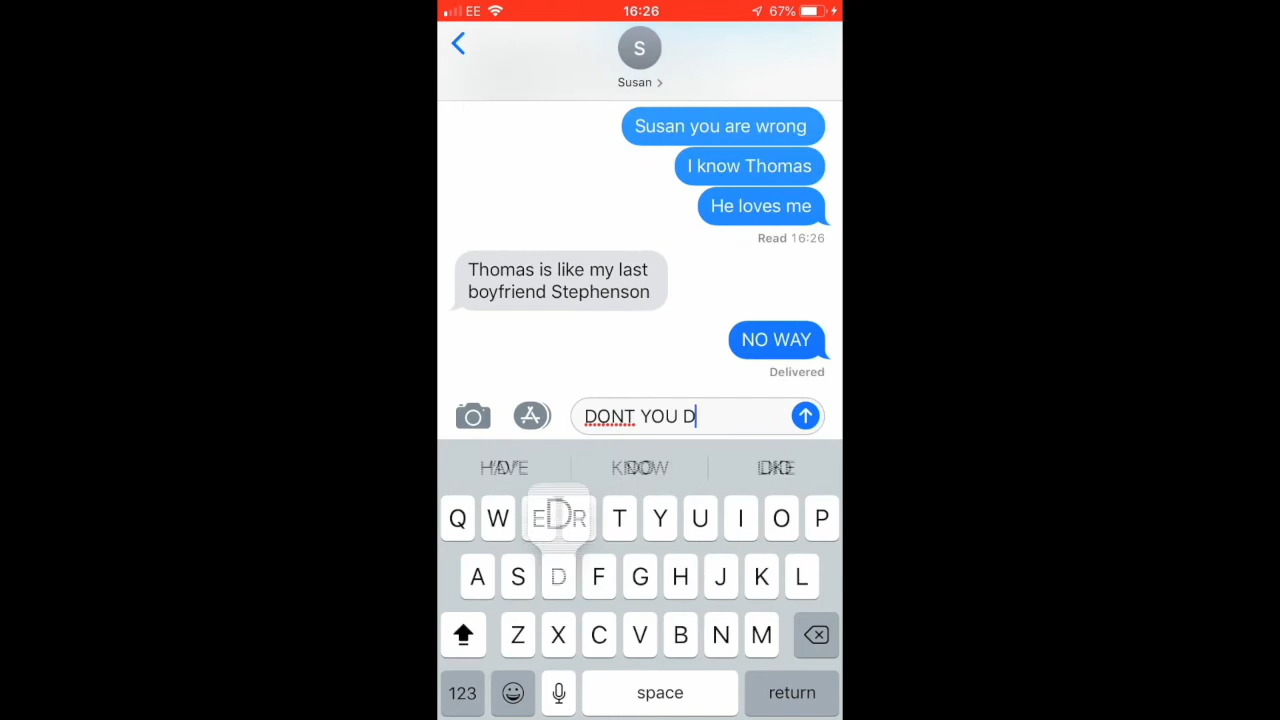 EE 16:26 67%
S
Susan >
Susan you are wrong
I know Thomas
He loves me
Read 16:26
Thomas is like my last
boyfriend Stephenson
NO WAY
Delivered
DONT YOU D
Q W E D R T Y U I O P
A S D F G H J K L
Z X C V B N M
123 space return